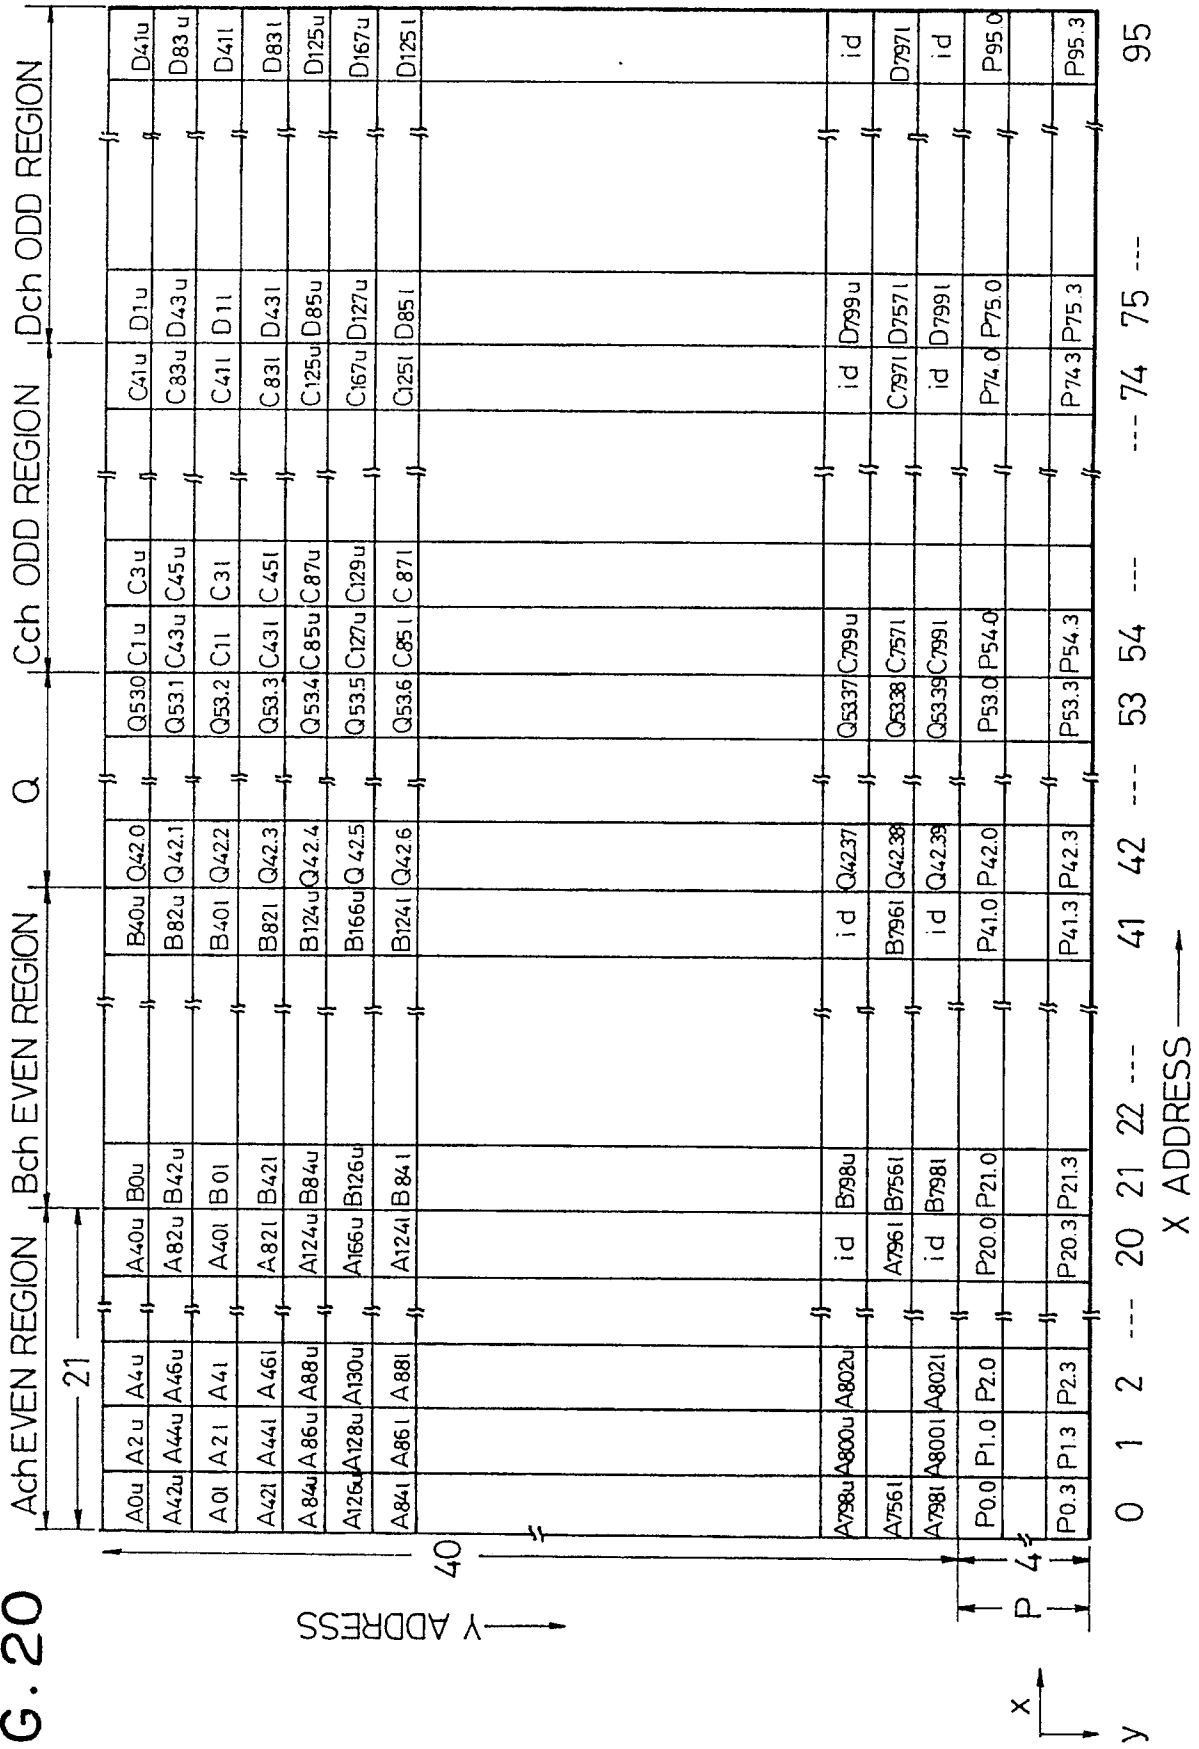 G. 20
Ach EVEN REGION Bch EVEN REGION Q Cch ODD REGION Dch ODD REGION
21
A0u A2u A4u A40u B0u B40u Q42.0 Q53.0 C1u C3u C41u D1u D41u
A42u A44u A46u A82u B42u B82u Q42.1 Q53.1 C43u C45u C83u D43u D83u
A0l A2l A4l A40l B0l B40l Q42.2 Q53.2 C1l C3l C41l D1l D41l
A42l A44l A46l A82l B42l B82l Q42.3 Q53.3 C43l C45l C83l D43l D83l
A84u A86u A88u A124u B84u B124u Q42.4 Q53.4 C85u C87u C125u D85u D125u
A126u A128u A130u A166u B126u B166u Q42.5 Q53.5 C127u C129u C167u D127u D167u
A84l A86l A88l A124l B84l B124l Q42.6 Q53.6 C85l C87l C125l D85l D125l
A798u A800u A802u id B798u id Q42.37 Q53.37 C799u id D799u id
A756l A796l B756l B796l Q42.38 Q53.38 C757l C797l D757l D797l
A798l A800l A802l id B798l id Q42.39 Q53.39 C799l id D799l id
P0.0 P1.0 P2.0 P20.0 P21.0 P41.0 P42.0 P53.0 P54.0 P74.0 P75.0 P95.0
P0.3 P1.3 P2.3 P20.3 P21.3 P41.3 P42.3 P53.3 P54.3 P74.3 P75.3 P95.3
0 1 2 --- 20 21 22 --- 41 42 --- 53 54 --- --- 74 75 --- 95
X ADDRESS
Y ADDRESS
40
4
P
x
y